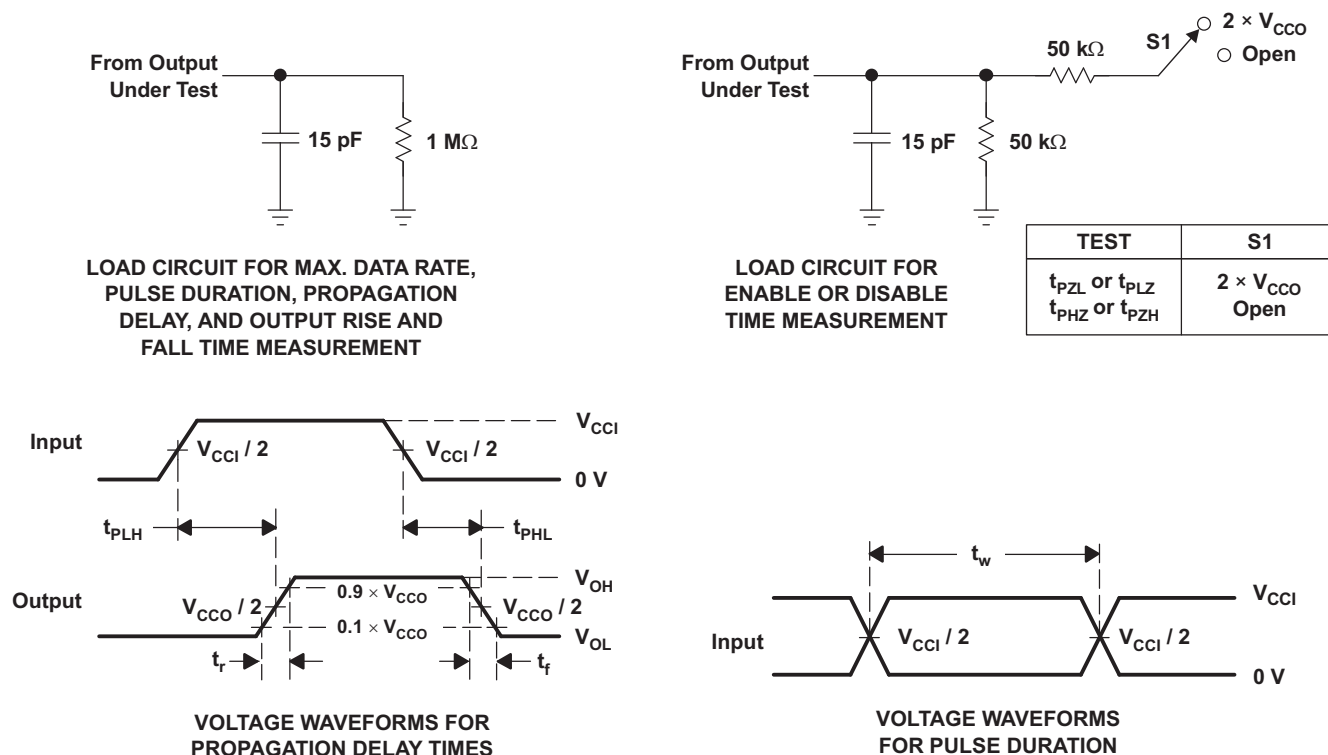 From Output
Under Test
15 pF
1 MΩ
LOAD CIRCUIT FOR MAX. DATA RATE,
PULSE DURATION, PROPAGATION
DELAY, AND OUTPUT RISE AND
FALL TIME MEASUREMENT
From Output
Under Test
15 pF
50 kΩ
50 kΩ
S1
2 × VCCO
Open
LOAD CIRCUIT FOR
ENABLE OR DISABLE
TIME MEASUREMENT
TEST S1
tPZL or tPLZ 2 × VCCO
tPHZ or tPZH Open
Input
VCCI / 2
VCCI / 2
VCCI
0 V
tPLH
tPHL
Output
VCCO / 2
0.9 × VCCO
0.1 × VCCO
VCCO / 2
VOH
VOL
tr
tf
VOLTAGE WAVEFORMS FOR
PROPAGATION DELAY TIMES
tw
Input
VCCI / 2
VCCI / 2
VCCI
0 V
VOLTAGE WAVEFORMS
FOR PULSE DURATION